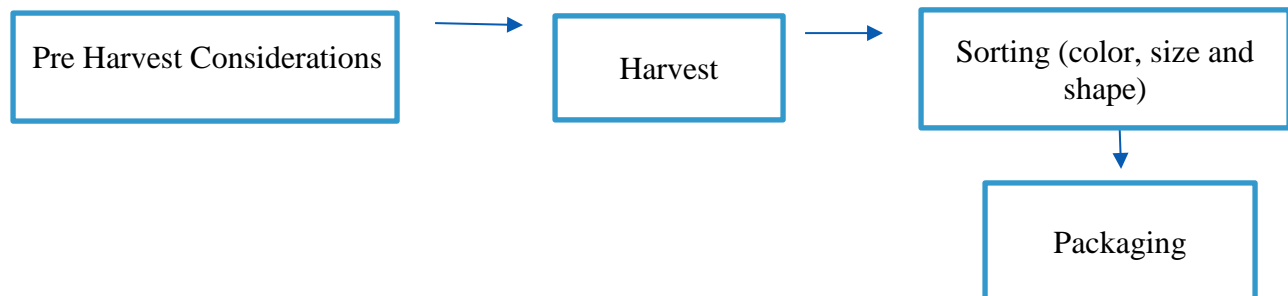 Pre Harvest Considerations
Harvest
Sorting (color, size and
shape)
Packaging